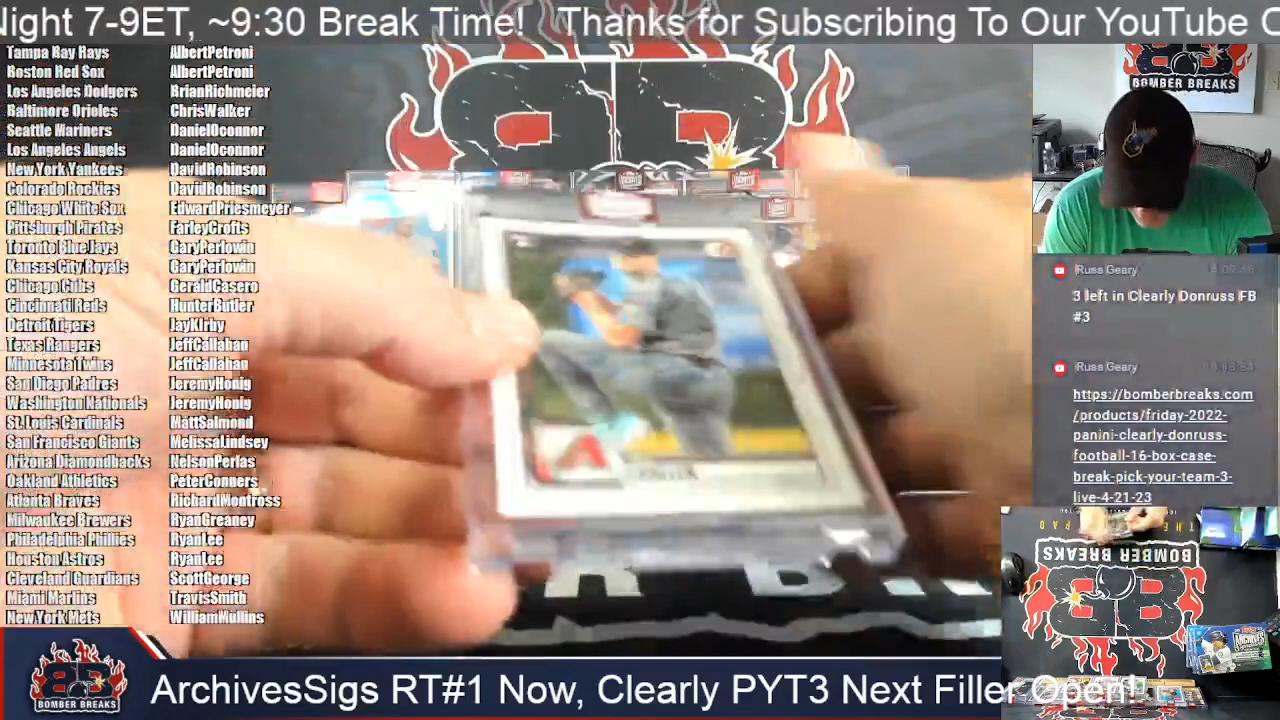 Night 7-9ET, ~9:30 Break Time! Thanks for Subscribing To Our YouTube C
Tampa Bay Rays AlbertPetroni
Boston Red Sox AlbertPetroni
Los Angeles Dodgers BrianRichmeier
Baltimore Orioles ChrisWalker
Seattle Mariners DanielOconnor
Los Angeles Angels DanielOconnor
New York Yankees DavidRobinson
Colorado Rockies DavidRobinson
Chicago White Sox EdwardPriesmeyer
Pittsburgh Pirates FarleyCrofts
Toronto Blue Jays GaryPerlowin
Kansas City Royals GaryPerlowin
Chicago Cubs GeraldCasero
Cincinnati Reds HunterButler
Detroit Tigers JayKirby
Texas Rangers JeffCallahan
Minnesota Twins JeffCallahan
San Diego Padres JeremyHonig
Washington Nationals JeremyHonig
St. Louis Cardinals MattSalmond
San Francisco Giants MelissaLindsey
Arizona Diamondbacks NelsonPerlas
Oakland Athletics PeterConners
Atlanta Braves RichardMontross
Milwaukee Brewers RyanGreaney
Philadelphia Phillies RyanLee
Houston Astros RyanLee
Cleveland Guardians ScottGeorge
Miami Marlins TravisSmith
New York Mets WilliamMullins
BOMBER BREAKS
Russ Geary
3 left in Clearly Donruss FB
#3
Russ Geary
https://bomberbreaks.com
/products/friday-2022-
panini-clearly-donruss-
football-16-box-case-
break-pick-your-team-3-
live-4-21-23
BOMBER BREAKS
ARCHIVES
BOMBER BREAKS
ArchivesSigs RT#1 Now, Clearly PYT3 Next Filler Open!